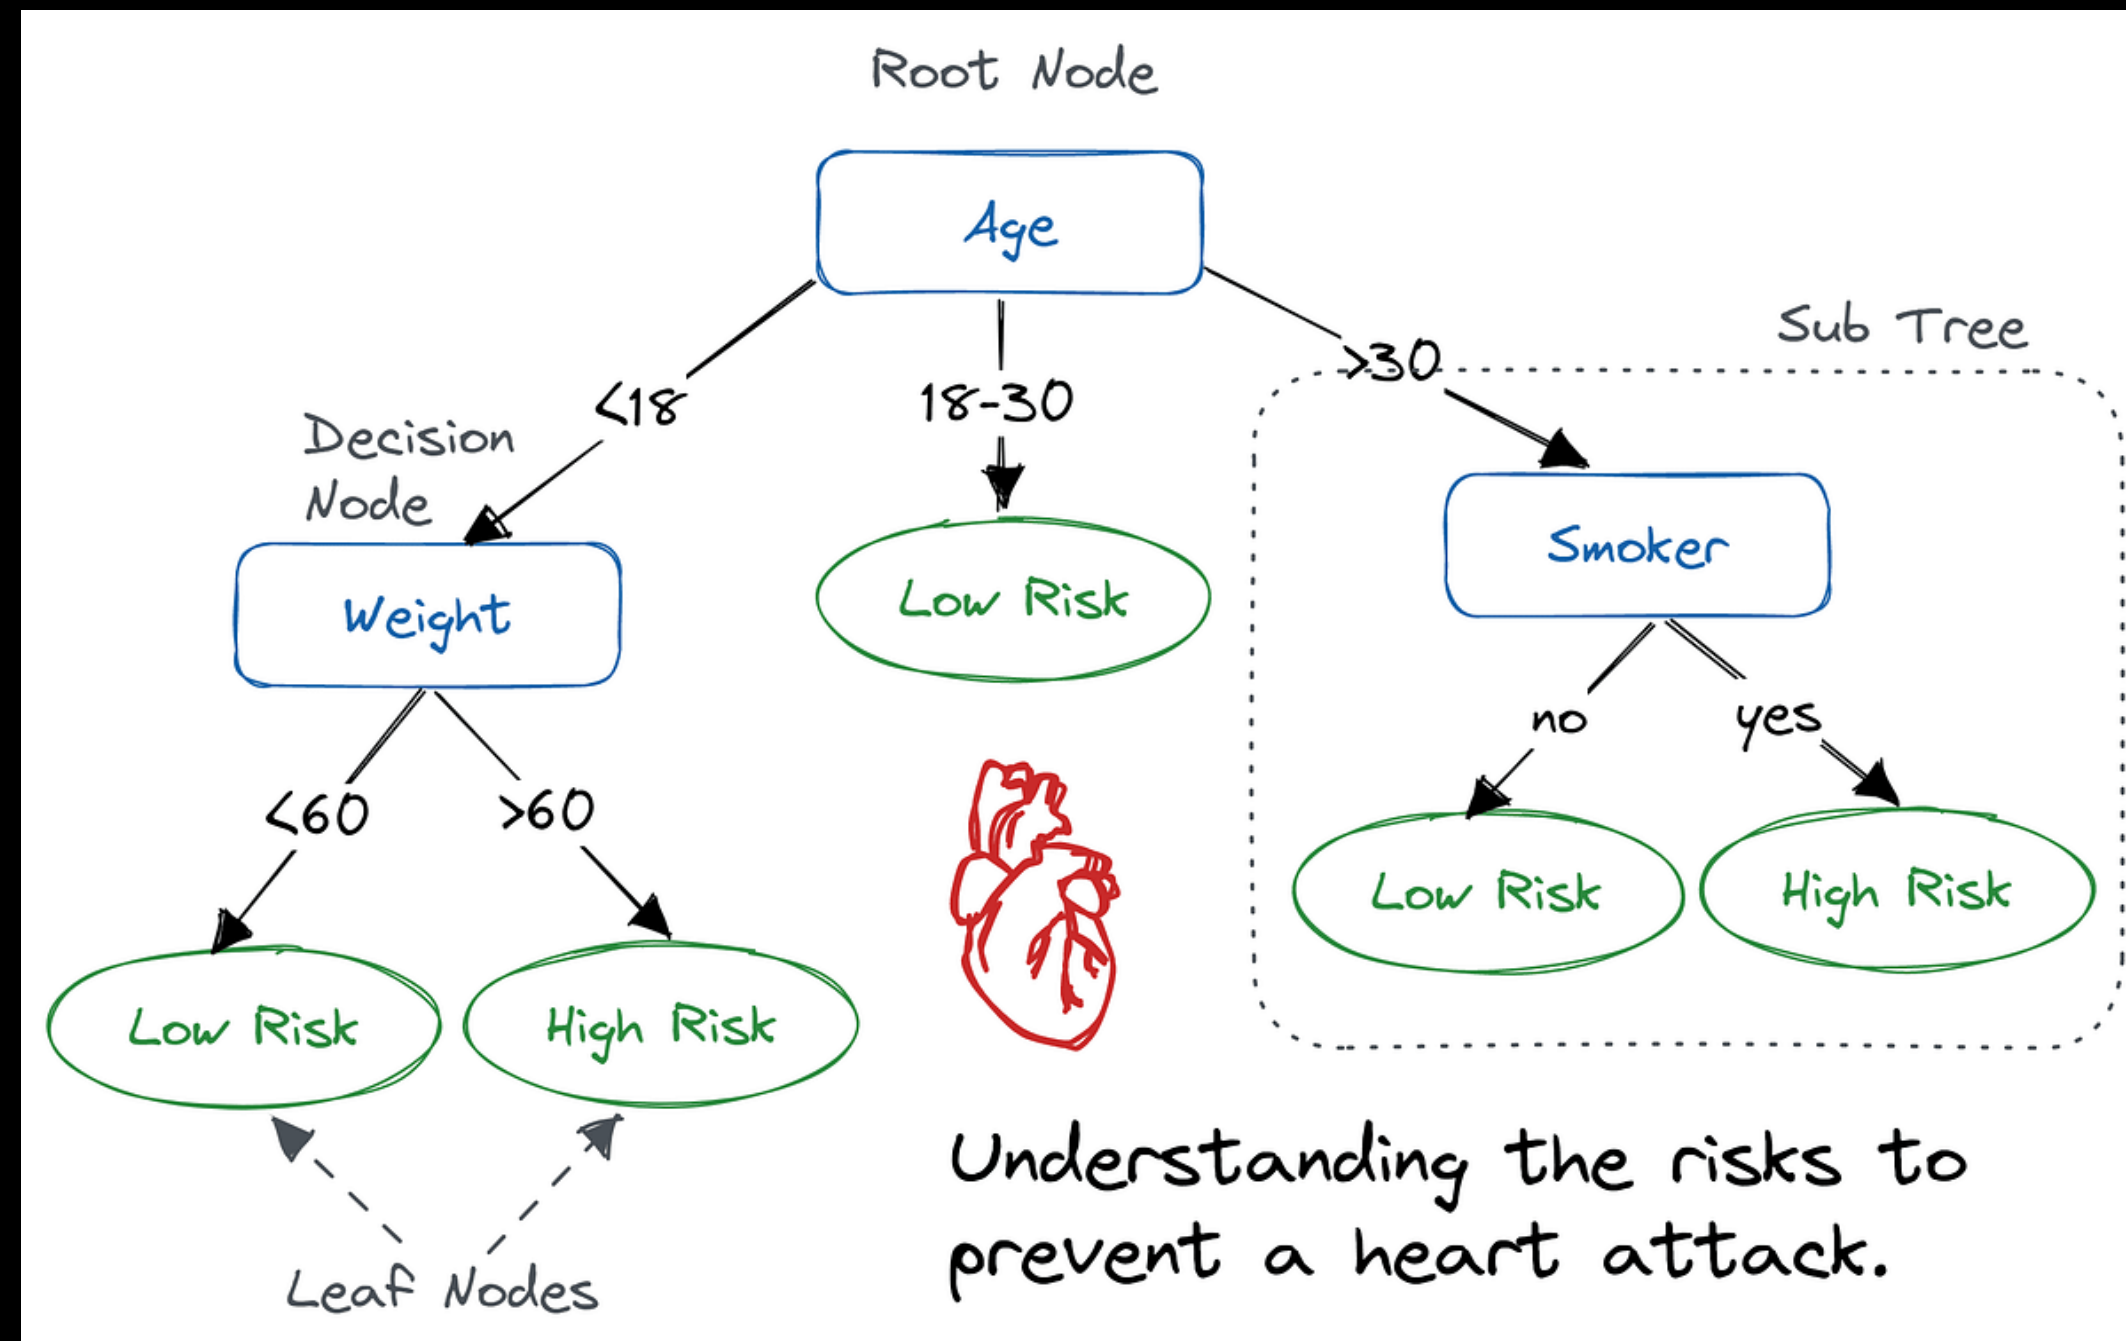 Root Node
Age
<18
18-30
>30
Sub Tree
Decision
Node
Weight
Low Risk
Smoker
<60
>60
no
yes
Low Risk
High Risk
Low Risk
High Risk
Leaf Nodes
Understanding the risks to
prevent a heart attack.